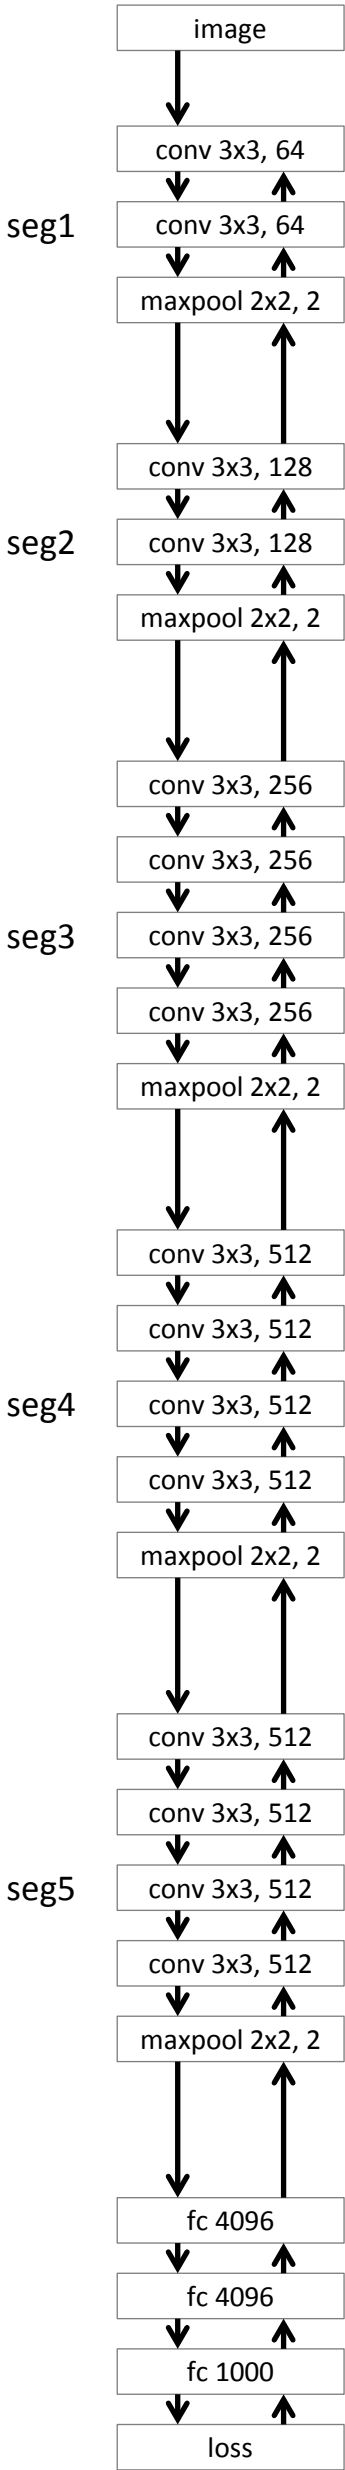 image
conv 3x3, 64
seg1
conv 3x3, 64
maxpool 2x2, 2
conv 3x3, 128
seg2
conv 3x3, 128
maxpool 2x2, 2
conv 3x3, 256
conv 3x3, 256
seg3
conv 3x3, 256
conv 3x3, 256
maxpool 2x2, 2
conv 3x3, 512
conv 3x3, 512
seg4
conv 3x3, 512
conv 3x3, 512
maxpool 2x2, 2
conv 3x3, 512
conv 3x3, 512
seg5
conv 3x3, 512
conv 3x3, 512
maxpool 2x2, 2
fc 4096
fc 4096
fc 1000
loss